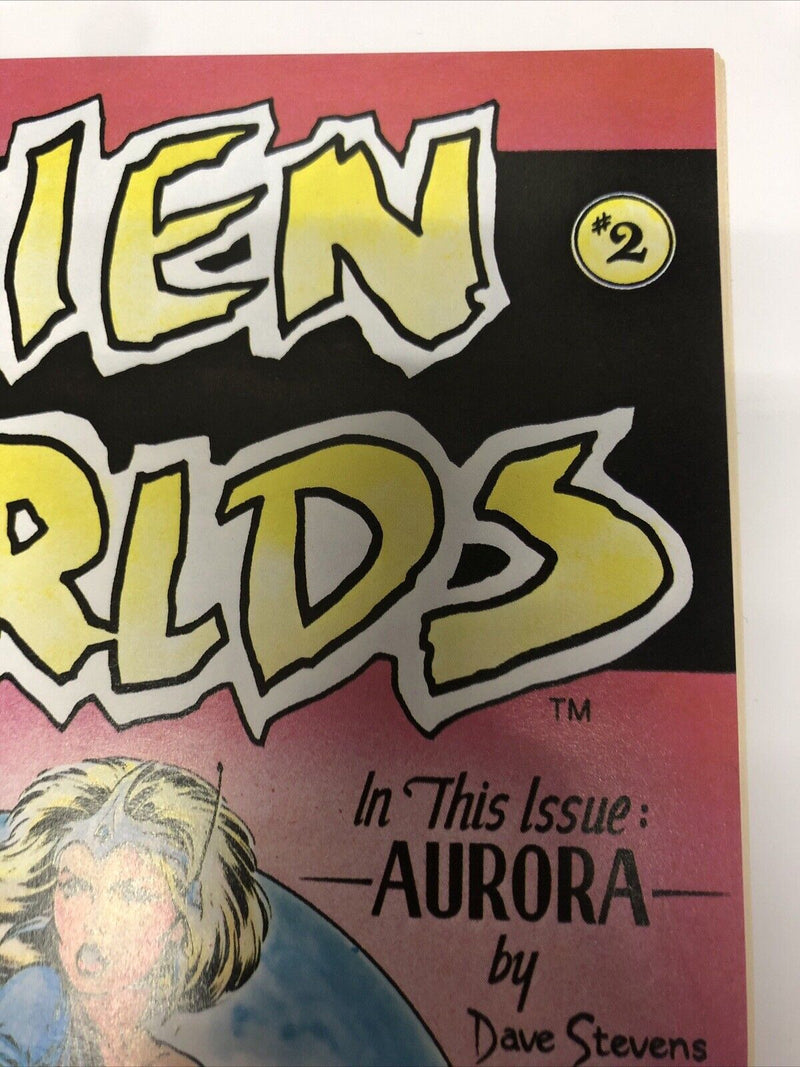 IEN
#2
RLDS
TM
In This Issue:
AURORA
by
Dave Stevens